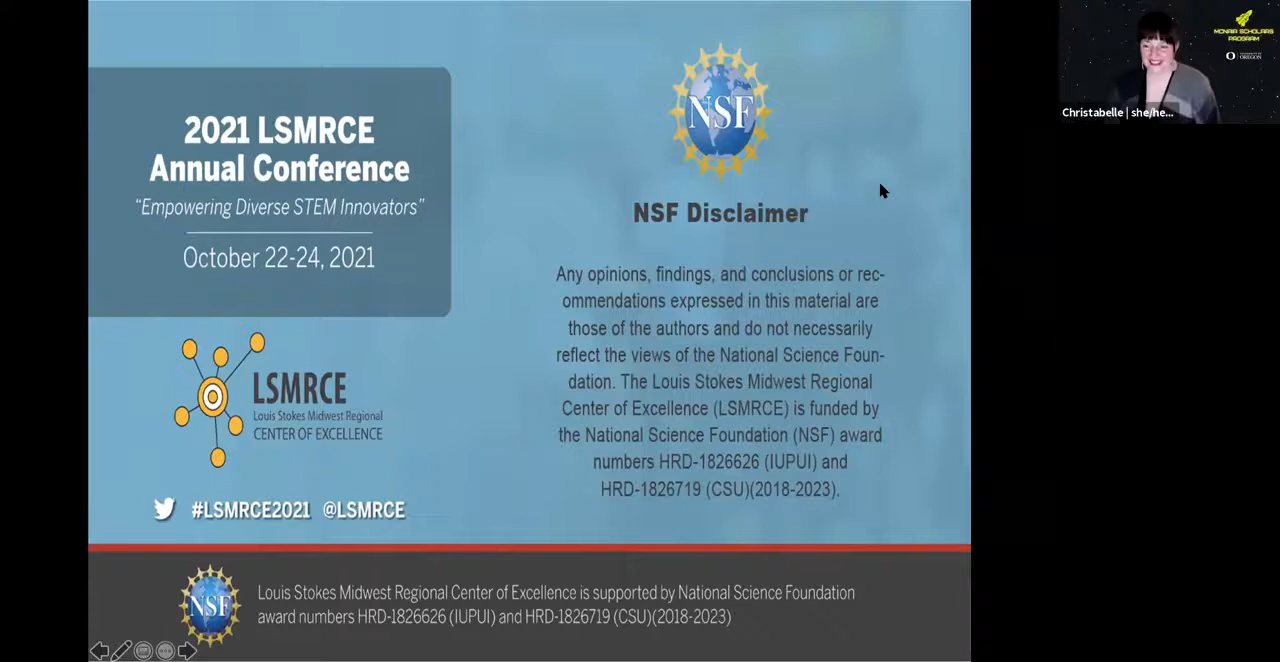 2021 LSMRCE
Annual Conference
“Empowering Diverse STEM Innovators”
October 22-24, 2021
LSMRCE
Louis Stokes Midwest Regional
CENTER OF EXCELLENCE
#LSMRCE2021 @LSMRCE
NSF
NSF Disclaimer
Any opinions, findings, and conclusions or rec-
ommendations expressed in this material are
those of the authors and do not necessarily
reflect the views of the National Science Foun-
dation. The Louis Stokes Midwest Regional
Center of Excellence (LSMRCE) is funded by
the National Science Foundation (NSF) award
numbers HRD-1826626 (IUPUI) and
HRD-1826719 (CSU)(2018-2023).
NSF
Louis Stokes Midwest Regional Center of Excellence is supported by National Science Foundation
award numbers HRD-1826626 (IUPUI) and HRD-1826719 (CSU)(2018-2023)
MCNAIR SCHOLARS
PROGRAM
O
OREGON
Christabelle | she/he...